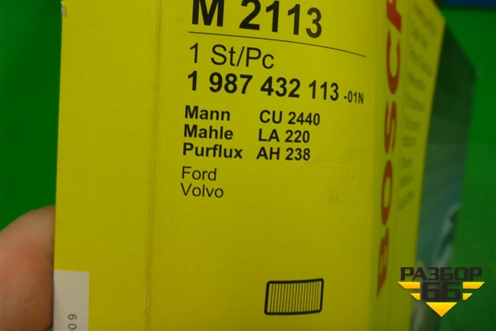 M 2113
1 St/Pc
1 987 432 113 -01N
Mann CU 2440
Mahle LA 220
Purflux AH 238
Ford
Volvo
BOSCH
РАЗБОР
66